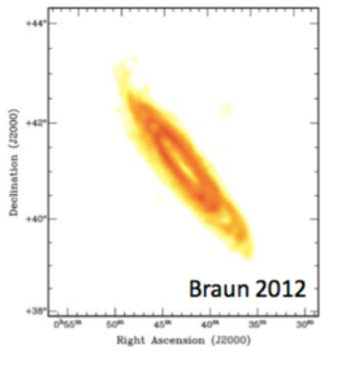 +44°
+42°
Declination (J2000)
+40°
Braun 2012
+38°
0ʰ55ᵐ 50ᵐ 45ᵐ 40ᵐ 35ᵐ 30ᵐ
Right Ascension (J2000)